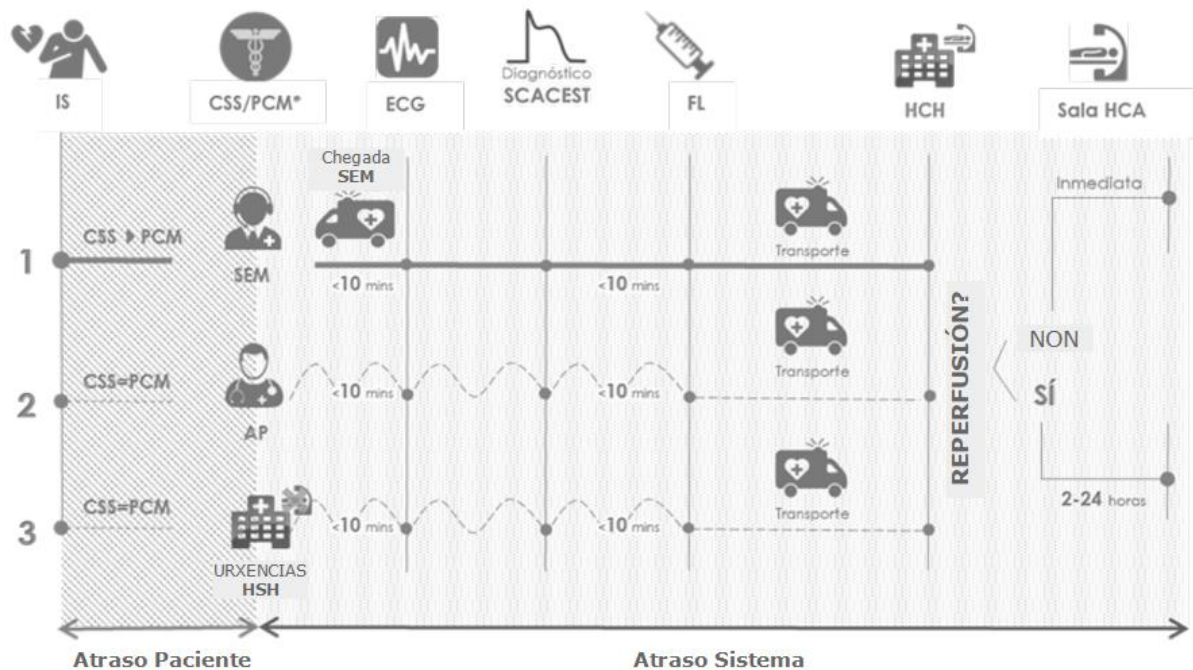 IS
CSS/PCM*
ECG
Diagnóstico
SCACEST
FL
HCH
Sala HCA
Chegada
SEM
Inmediata
1
CSS ▸ PCM
SEM
<10 mins
<10 mins
Transporte
REPERFUSIÓN?
NON
SÍ
2
CSS=PCM
AP
<10 mins
<10 mins
Transporte
3
CSS=PCM
URXENCIAS
HSH
<10 mins
<10 mins
Transporte
2-24 horas
Atraso Paciente
Atraso Sistema